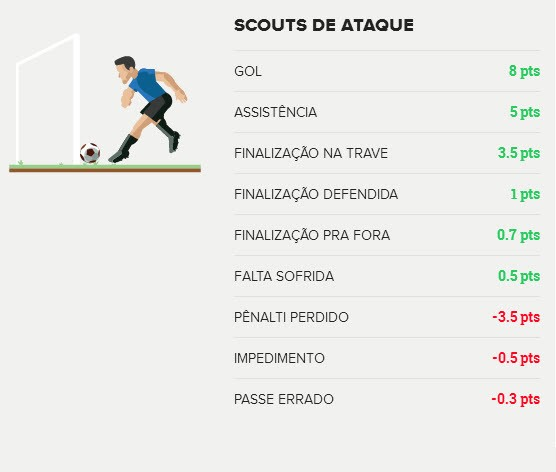 SCOUTS DE ATAQUE
GOL 8 pts
ASSISTÊNCIA 5 pts
FINALIZAÇÃO NA TRAVE 3.5 pts
FINALIZAÇÃO DEFENDIDA 1 pts
FINALIZAÇÃO PRA FORA 0.7 pts
FALTA SOFRIDA 0.5 pts
PÊNALTI PERDIDO -3.5 pts
IMPEDIMENTO -0.5 pts
PASSE ERRADO -0.3 pts